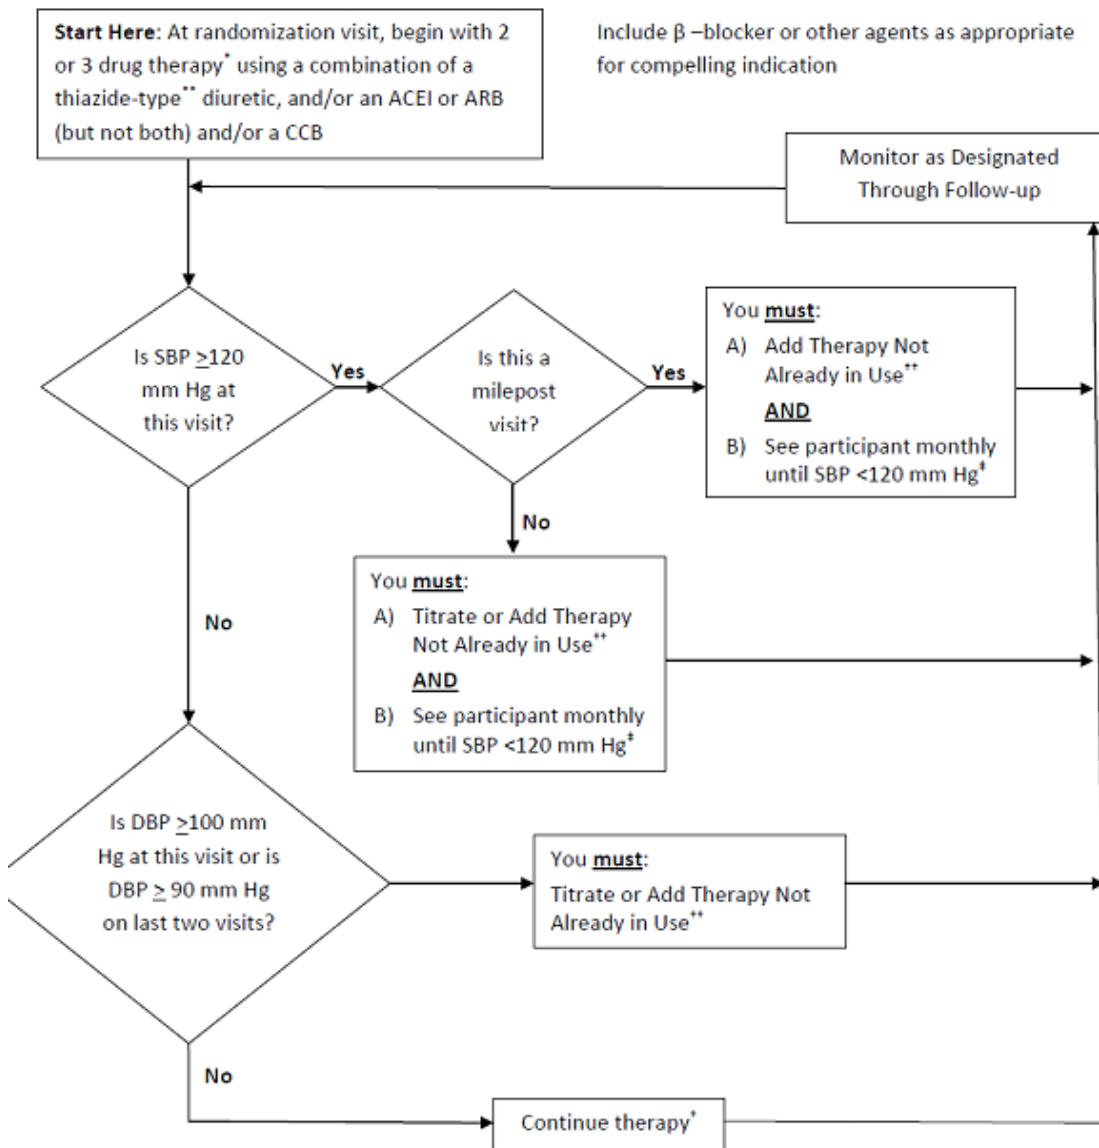 Start Here: At randomization visit, begin with 2
or 3 drug therapy* using a combination of a
thiazide-type** diuretic, and/or an ACEI or ARB
(but not both) and/or a CCB
Include β –blocker or other agents as appropriate
for compelling indication
Monitor as Designated
Through Follow-up
Is SBP ≥120
mm Hg at
this visit?
Yes
Is this a
milepost
visit?
Yes
You must:
A) Add Therapy Not
Already in Use††
AND
B) See participant monthly
until SBP <120 mm Hg‡
No
You must:
A) Titrate or Add Therapy
Not Already in Use††
AND
B) See participant monthly
until SBP <120 mm Hg‡
No
Is DBP ≥100 mm
Hg at this visit or is
DBP ≥ 90 mm Hg
on last two visits?
You must:
Titrate or Add Therapy Not
Already in Use††
No
Continue therapy†